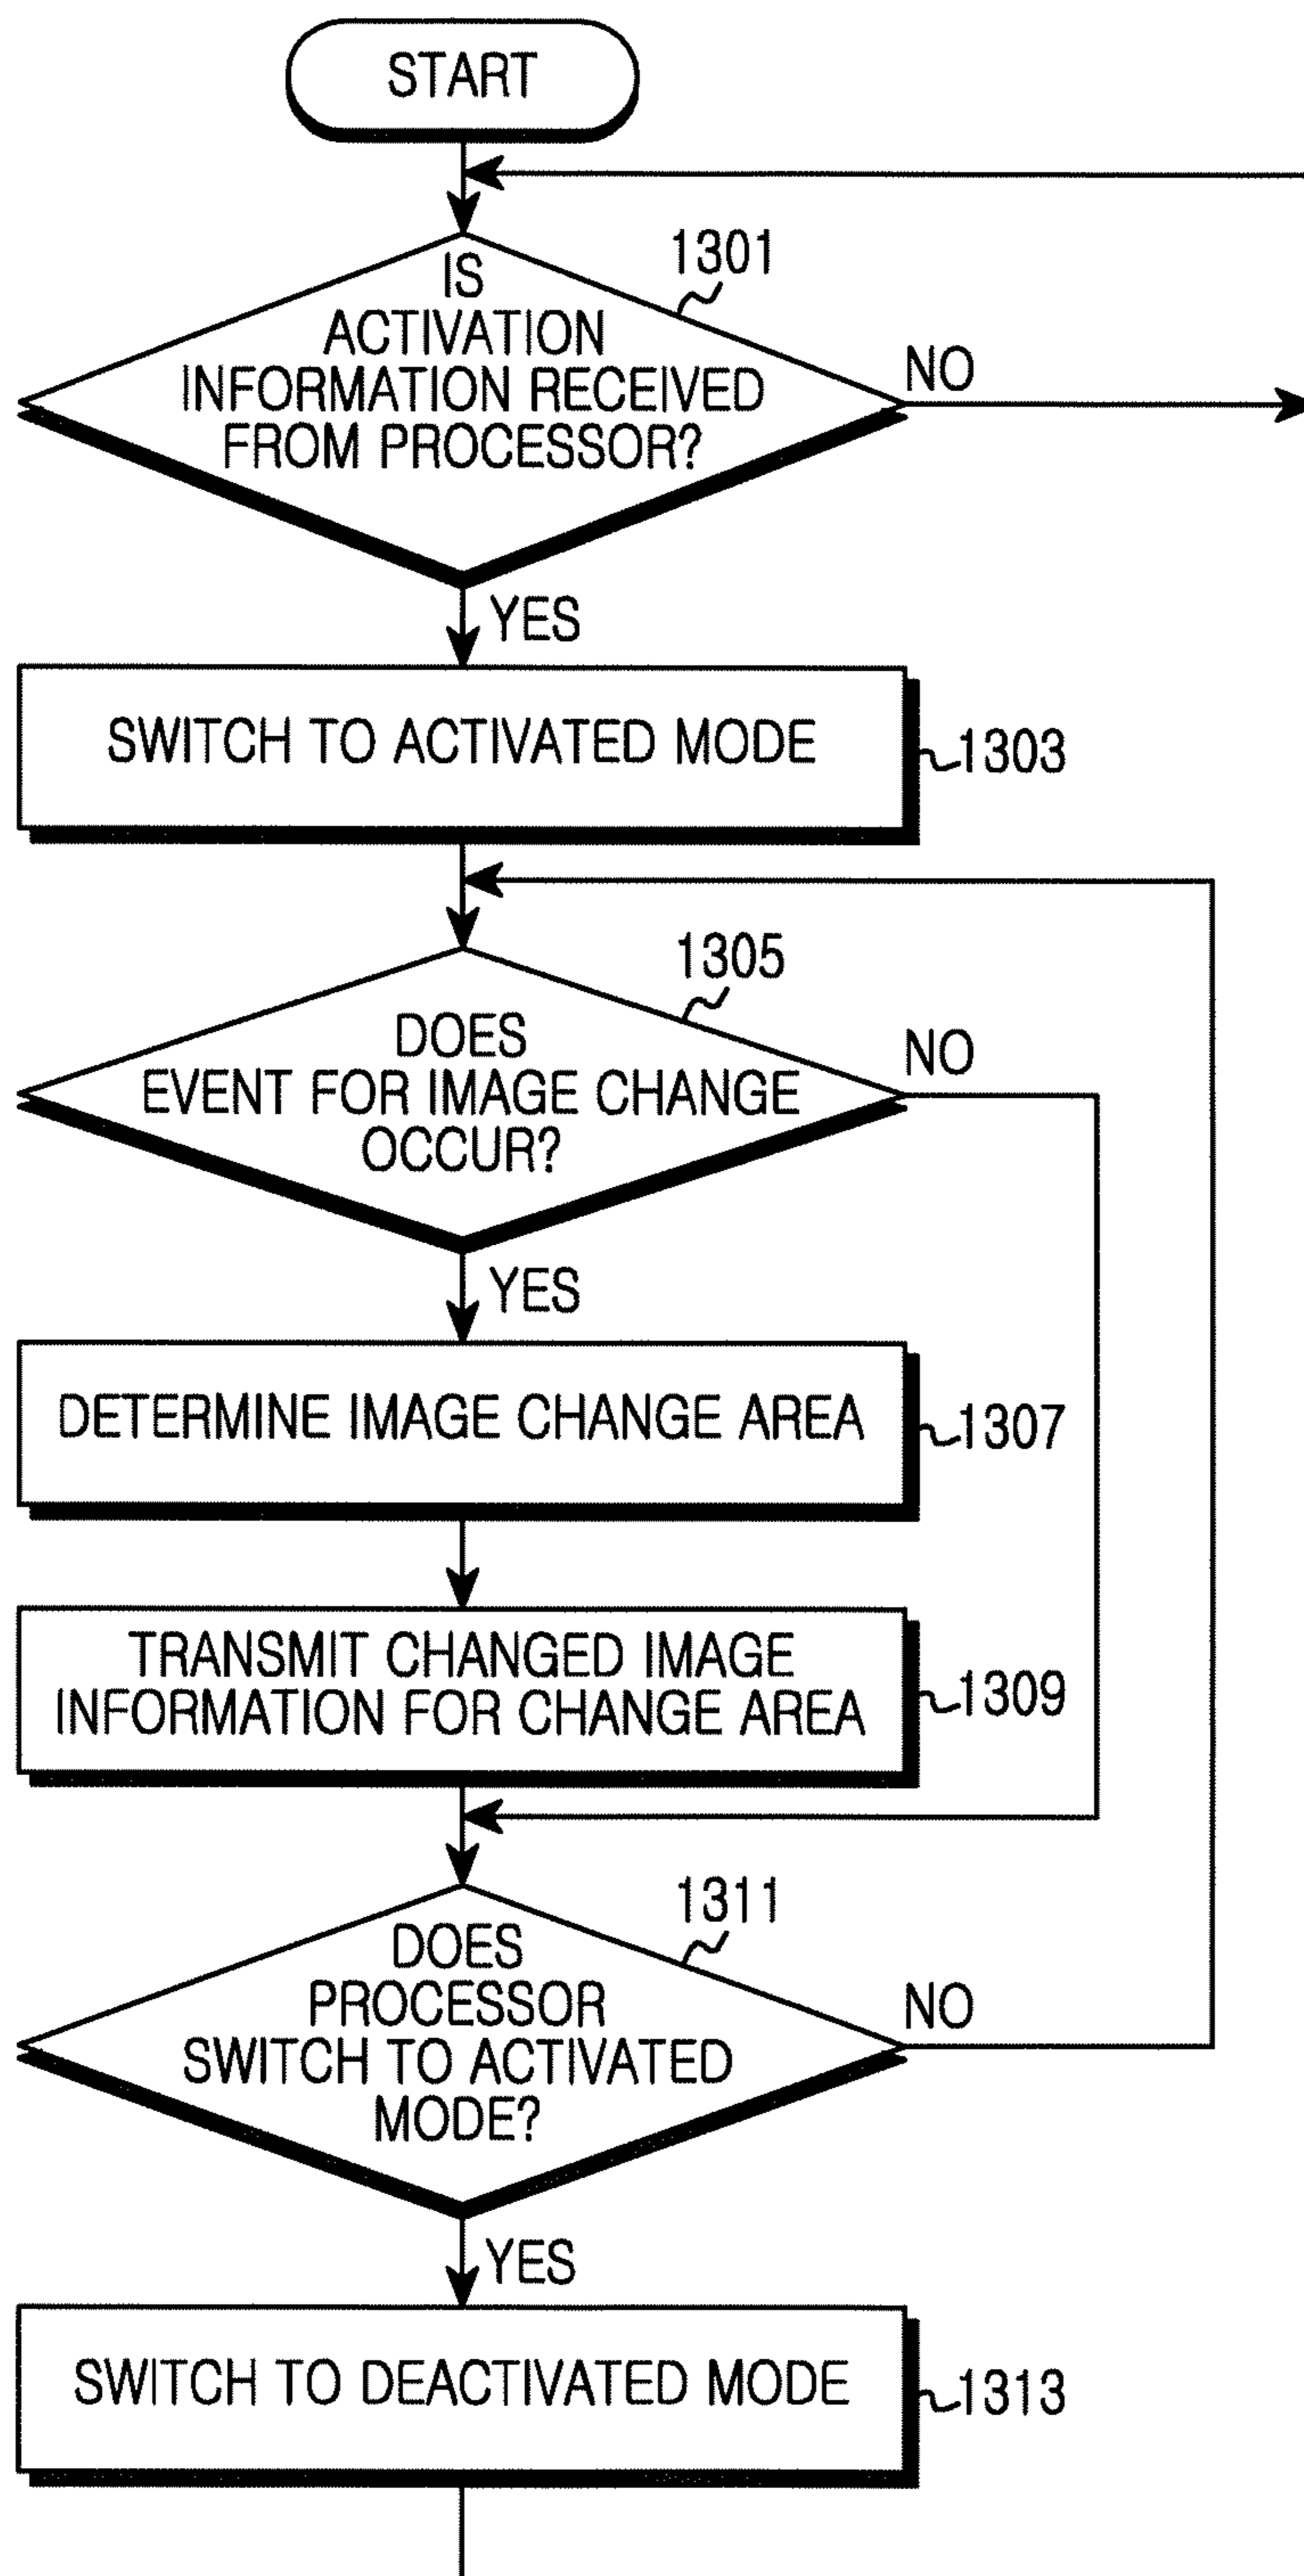 START
1301
IS
ACTIVATION
INFORMATION RECEIVED
FROM PROCESSOR?
NO
YES
SWITCH TO ACTIVATED MODE
1303
1305
DOES
EVENT FOR IMAGE CHANGE
OCCUR?
NO
YES
DETERMINE IMAGE CHANGE AREA
1307
TRANSMIT CHANGED IMAGE
INFORMATION FOR CHANGE AREA
1309
1311
DOES
PROCESSOR
SWITCH TO ACTIVATED
MODE?
NO
YES
SWITCH TO DEACTIVATED MODE
1313